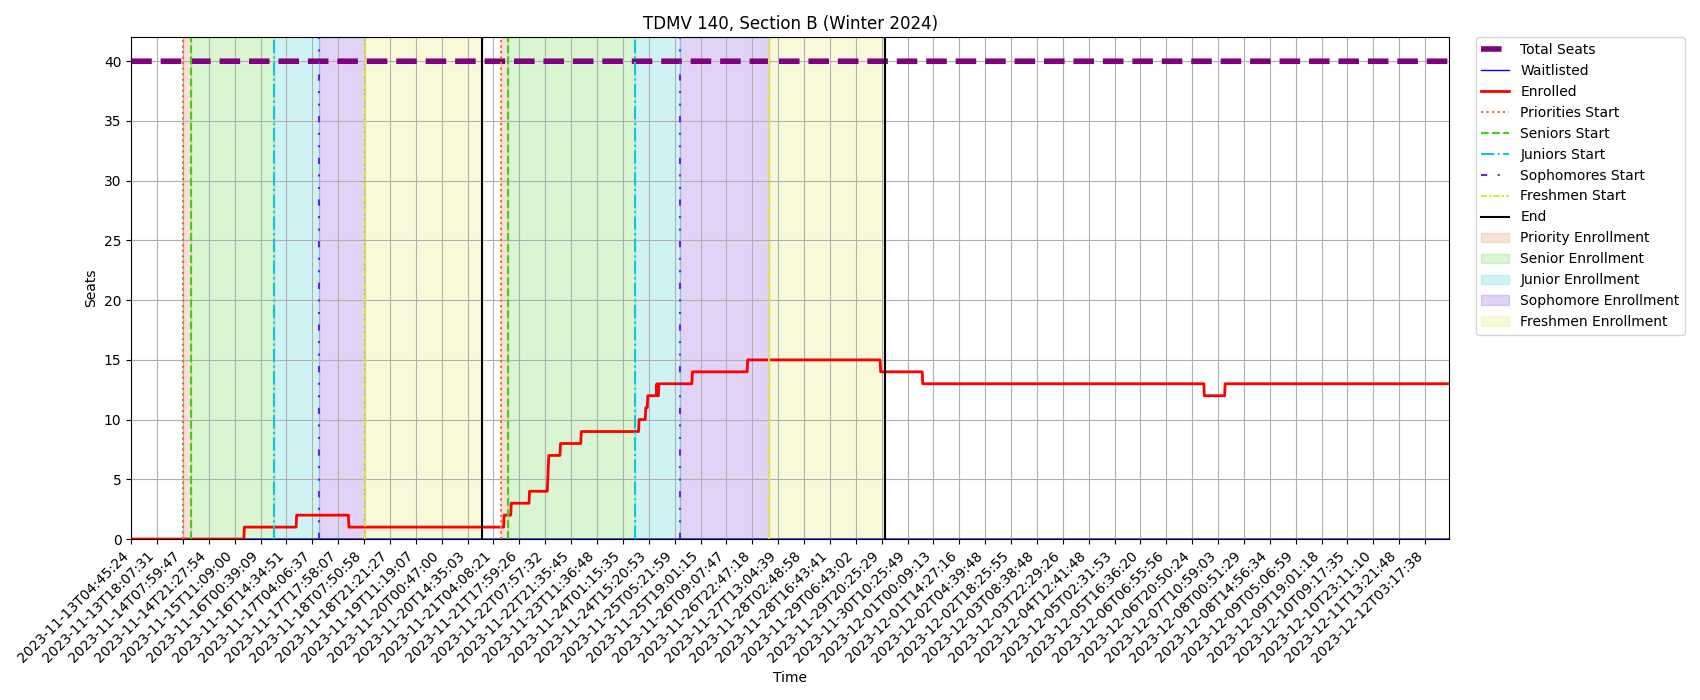 TDMV 140, Section B (Winter 2024)
Seats
40
35
30
25
20
15
10
5
0
2023-11-13T04:45:24
2023-11-13T18:07:31
2023-11-14T07:59:47
2023-11-14T21:27:54
2023-11-15T11:09:00
2023-11-16T00:39:09
2023-11-16T14:34:51
2023-11-17T04:06:37
2023-11-17T17:58:07
2023-11-18T07:50:58
2023-11-18T21:21:27
2023-11-19T11:19:07
2023-11-20T00:47:00
2023-11-20T14:35:03
2023-11-21T04:08:21
2023-11-21T17:59:26
2023-11-22T07:57:32
2023-11-22T21:35:45
2023-11-23T11:36:48
2023-11-24T01:15:35
2023-11-24T15:20:53
2023-11-25T05:21:59
2023-11-25T19:01:15
2023-11-26T09:07:47
2023-11-26T22:47:18
2023-11-27T13:04:39
2023-11-28T02:48:58
2023-11-28T16:43:41
2023-11-29T06:43:02
2023-11-29T20:25:29
2023-11-30T10:25:49
2023-12-01T00:09:13
2023-12-01T14:27:16
2023-12-02T04:39:48
2023-12-02T18:25:55
2023-12-03T08:38:48
2023-12-03T22:29:26
2023-12-04T12:41:48
2023-12-05T02:31:53
2023-12-05T16:36:20
2023-12-06T06:55:56
2023-12-06T20:50:24
2023-12-07T10:59:03
2023-12-08T00:51:29
2023-12-08T14:56:34
2023-12-09T05:06:59
2023-12-09T19:01:18
2023-12-10T09:17:35
2023-12-10T23:11:10
2023-12-11T13:21:48
2023-12-12T03:17:38
Time
Total Seats
Waitlisted
Enrolled
Priorities Start
Seniors Start
Juniors Start
Sophomores Start
Freshmen Start
End
Priority Enrollment
Senior Enrollment
Junior Enrollment
Sophomore Enrollment
Freshmen Enrollment